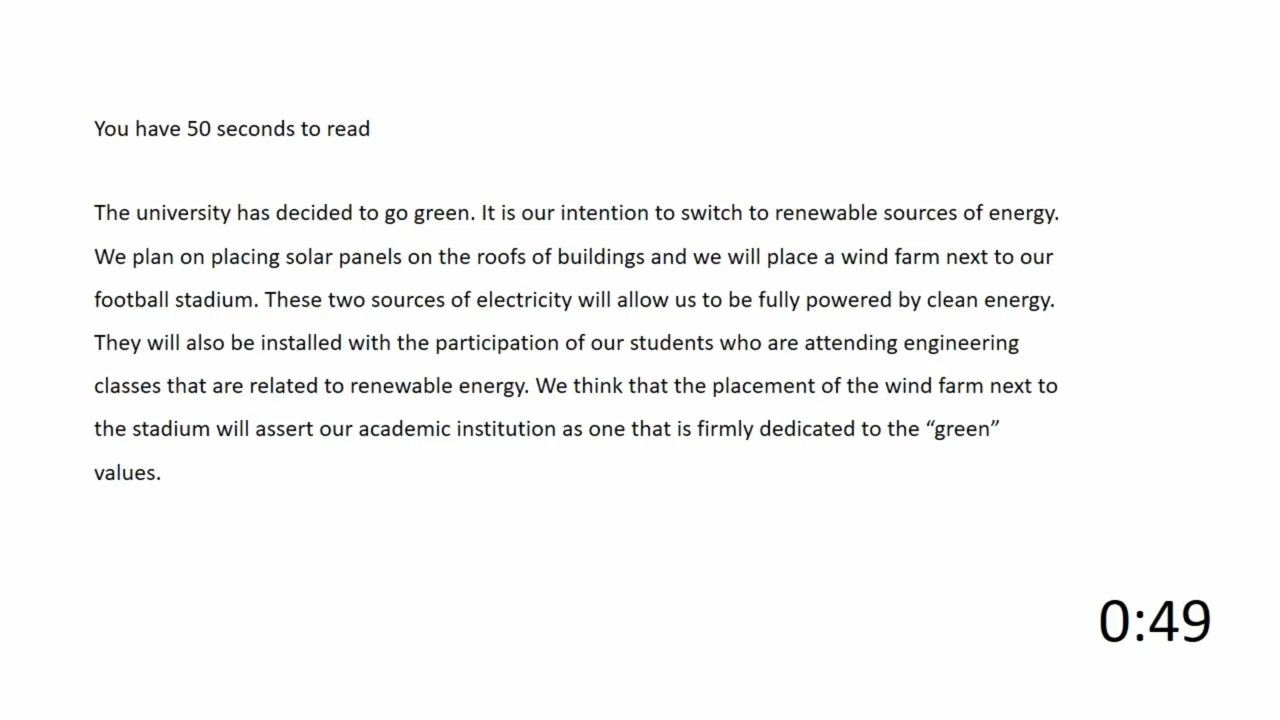 You have 50 seconds to read
The university has decided to go green. It is our intention to switch to renewable sources of energy.
We plan on placing solar panels on the roofs of buildings and we will place a wind farm next to our
football stadium. These two sources of electricity will allow us to be fully powered by clean energy.
They will also be installed with the participation of our students who are attending engineering
classes that are related to renewable energy. We think that the placement of the wind farm next to
the stadium will assert our academic institution as one that is firmly dedicated to the “green”
values.
0:49